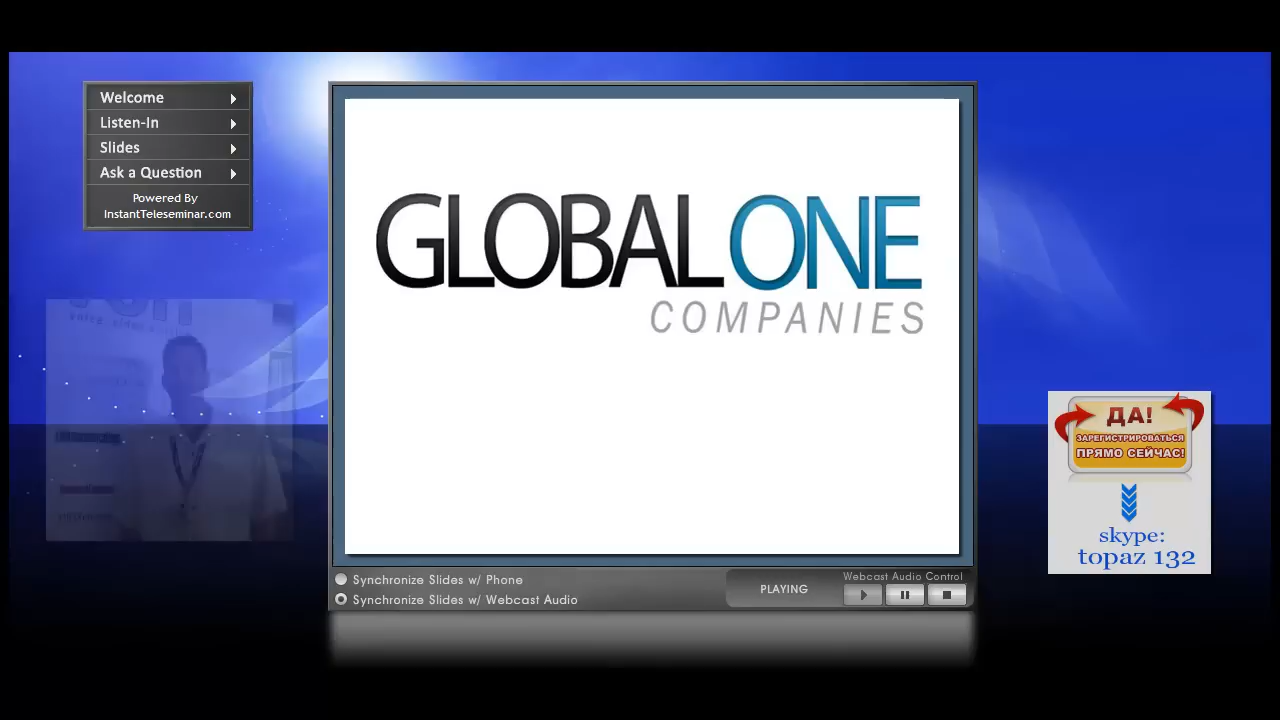 Welcome
Listen-In
Slides
Ask a Question
Powered By
InstantTeleseminar.com
GLOBALONE
COMPANIES
ДА!
ЗАРЕГИСТРИРОВАТЬСЯ
ПРЯМО СЕЙЧАС!
skype:
topaz 132
Synchronize Slides w/ Phone
Synchronize Slides w/ Webcast Audio
PLAYING
Webcast Audio Control